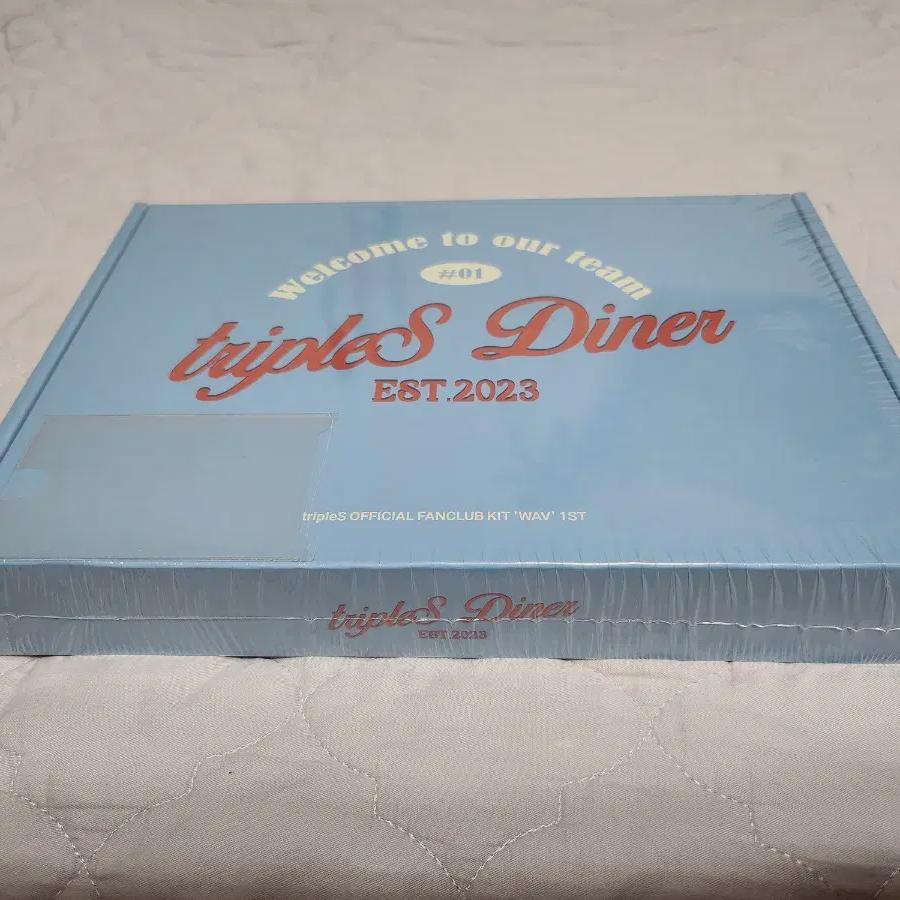 Welcome to our team
#01
tripleS Diner
EST.2023
tripleS OFFICIAL FANCLUB KIT 'WAV' 1ST
tripleS Diner
EST.2023